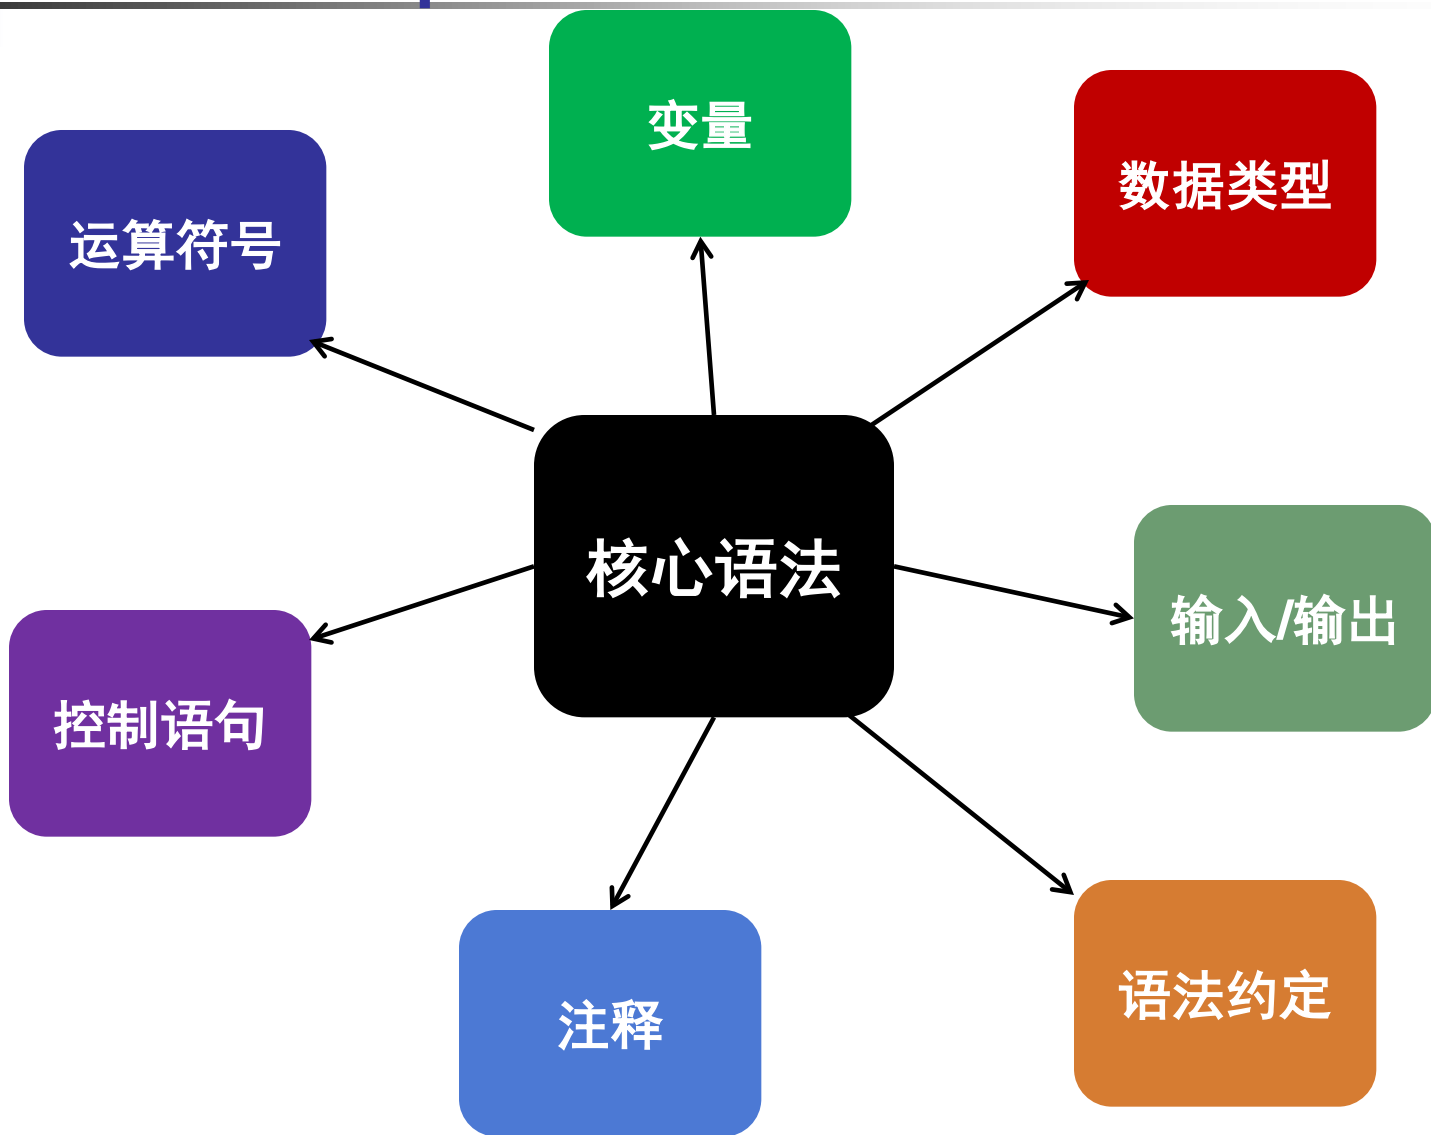 变量
数据类型
运算符号
核心语法
输入/输出
控制语句
语法约定
注释